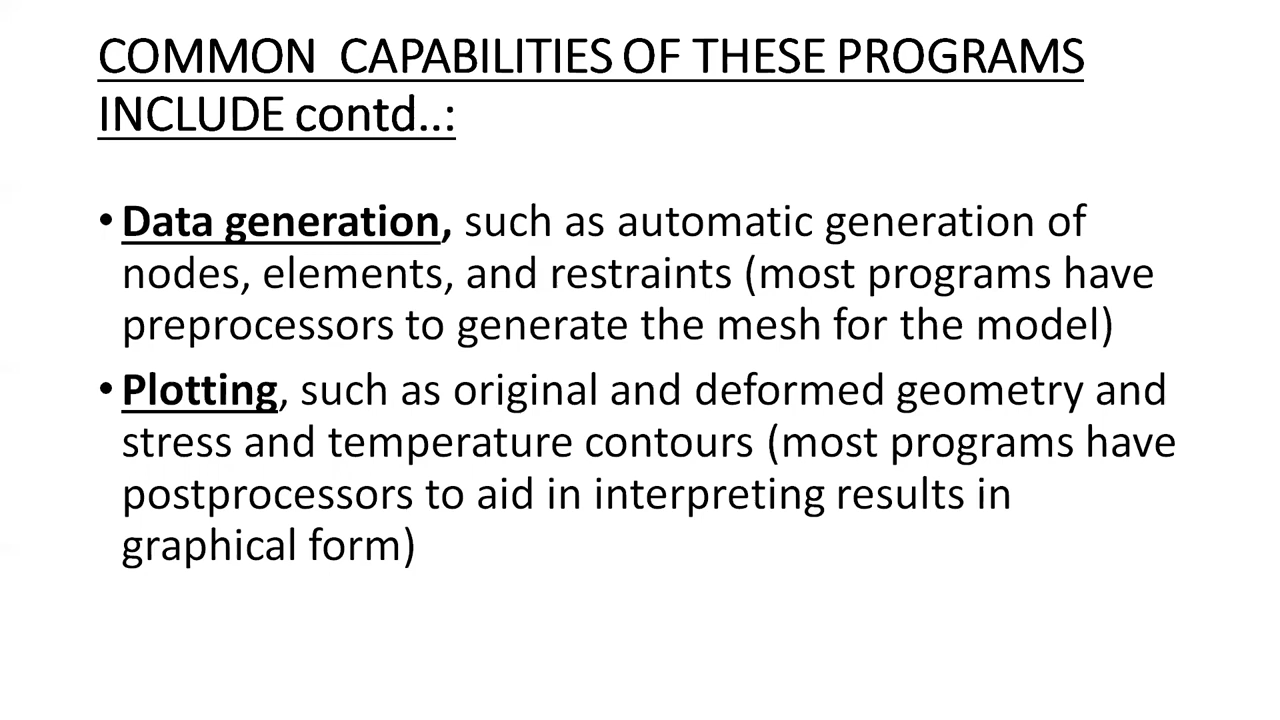 COMMON  CAPABILITIES OF THESE PROGRAMS
INCLUDE contd..:
• Data generation, such as automatic generation of
nodes, elements, and restraints (most programs have
preprocessors to generate the mesh for the model)
• Plotting, such as original and deformed geometry and
stress and temperature contours (most programs have
postprocessors to aid in interpreting results in
graphical form)